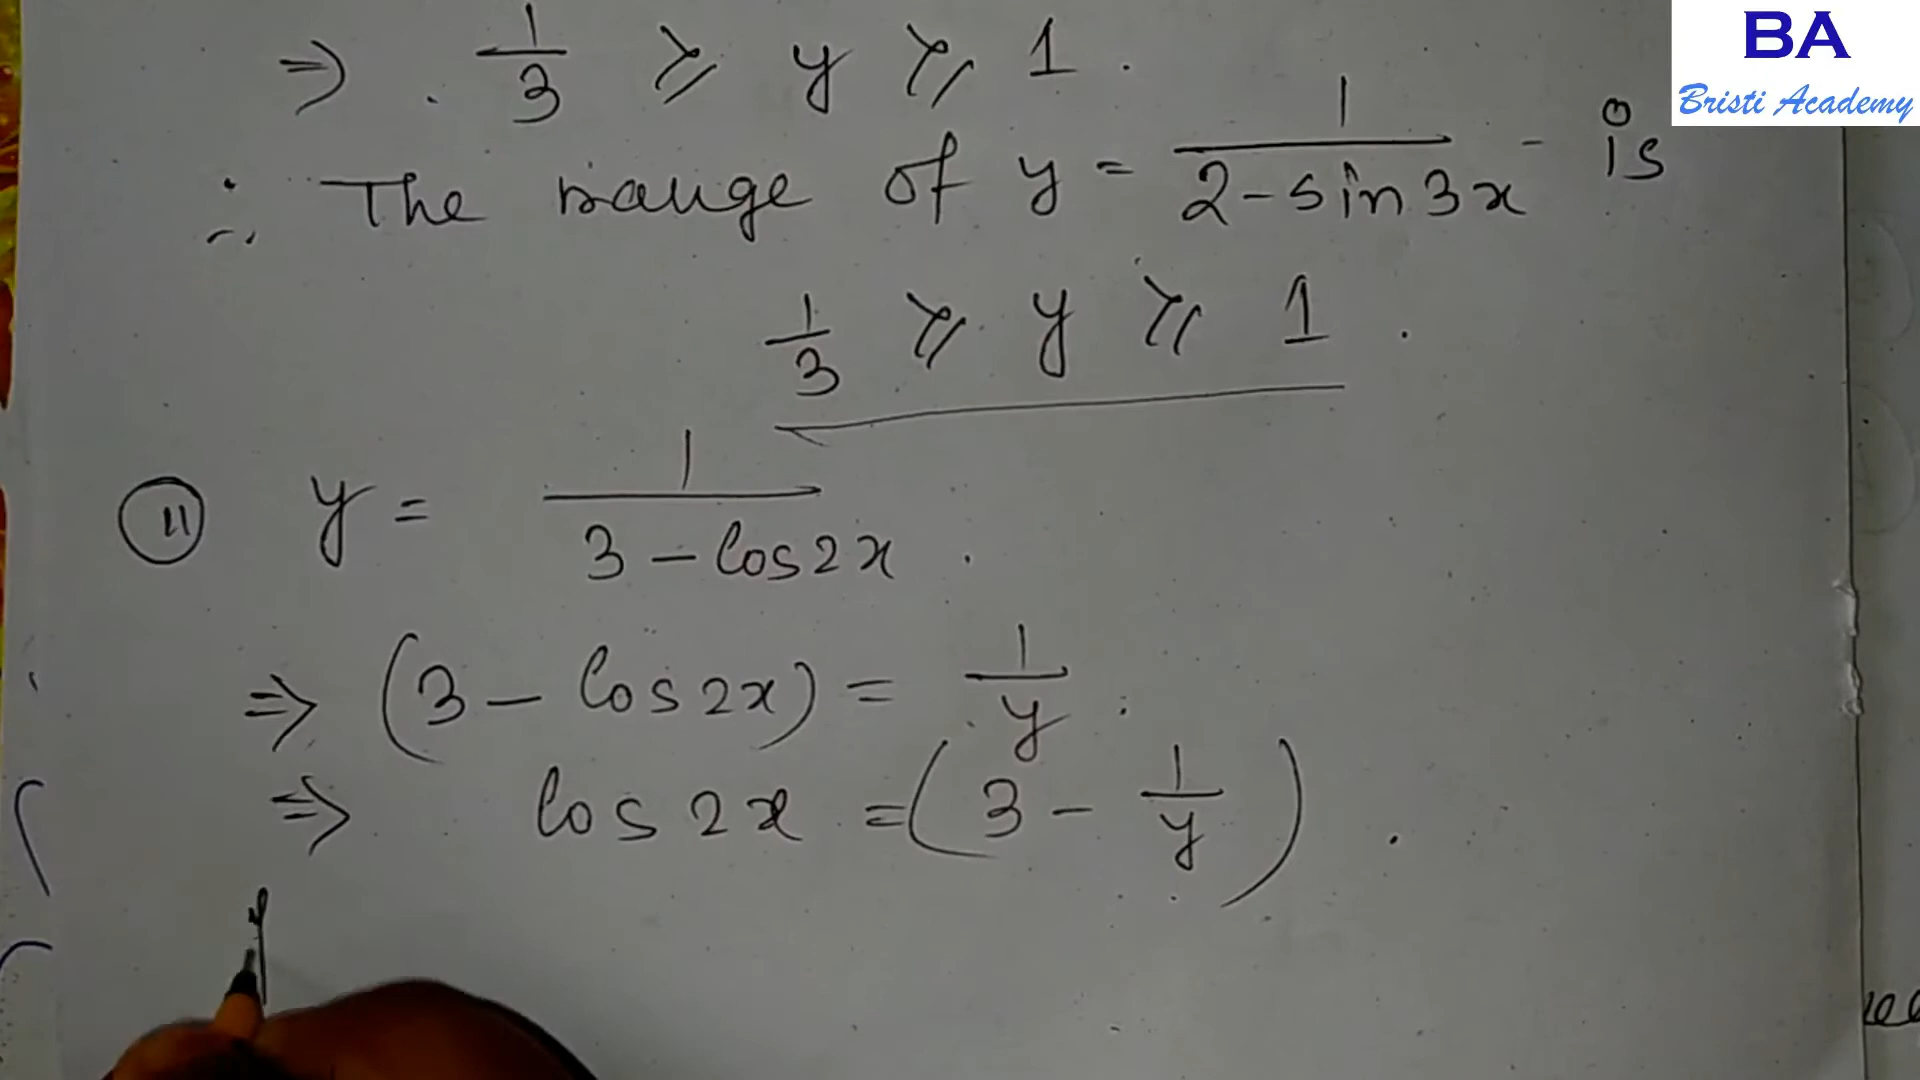 BA
Bristi Academy
⇒ 1/3 ⩾ y ⩾ 1.
∴ The range of y = 1/(2-sin3x) is
1/3 ⩾ y ⩾ 1.
(11) y = 1/(3-cos2x).
⇒ (3-cos2x) = 1/y.
⇒ cos2x = (3 - 1/y).